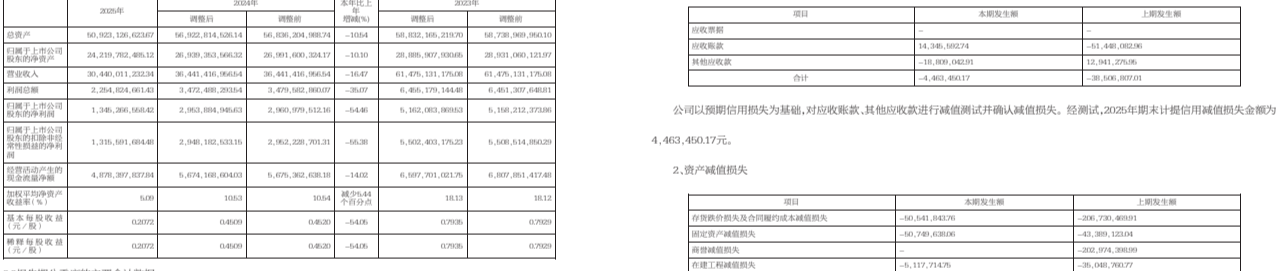 2025年 2024年 本年比上年增减(%) 2023年
调整后 调整前 调整后 调整前
总资产 50,923,126,623.67 56,922,814,526.14 56,836,204,988.74 -10.54 58,832,165,219.70 58,738,969,950.10
归属于上市公司股东的净资产 24,219,782,485.12 26,939,353,566.32 26,991,600,324.17 -10.10 28,885,907,930.65 28,931,060,121.97
营业收入 30,440,011,232.34 36,441,416,956.54 36,441,416,956.54 -16.47 61,475,131,175.08 61,475,131,175.08
利润总额 2,254,824,661.43 3,472,488,293.54 3,479,582,860.07 -35.07 6,455,179,144.48 6,451,307,648.81
归属于上市公司股东的净利润 1,345,266,558.42 2,953,884,945.63 2,960,979,512.16 -54.46 5,162,083,869.53 5,158,212,373.86
归属于上市公司股东的扣除非经常性损益的净利润 1,315,591,684.48 2,948,182,533.15 2,952,228,701.31 -55.38 5,502,403,175.23 5,508,514,850.29
经营活动产生的现金流量净额 4,878,397,837.84 5,674,168,604.03 5,675,362,638.18 -14.02 6,597,701,021.75 6,807,851,417.48
加权平均净资产收益率(%) 5.09 10.53 10.54 减少5.44个百分点 18.13 18.12
基本每股收益(元/股) 0.2072 0.4509 0.4520 -54.05 0.7935 0.7929
稀释每股收益(元/股) 0.2072 0.4509 0.4520 -54.05 0.7935 0.7929
项目 本期发生额 上期发生额
应收票据 - -
应收账款 14,345,592.74 -51,448,082.96
其他应收款 -18,809,042.91 12,941,275.95
合计 -4,463,450.17 -38,506,807.01
公司以预期信用损失为基础,对应收账款、其他应收款进行减值测试并确认减值损失。经测试,2025年期末计提信用减值损失金额为
4,463,450.17元。
2、资产减值损失
项目 本期发生额 上期发生额
存货跌价损失及合同履约成本减值损失 -50,541,843.76 -206,730,469.91
固定资产减值损失 -50,749,638.06 -43,389,123.04
商誉减值损失 - -202,974,398.99
在建工程减值损失 -5,117,714.75 -35,048,760.77